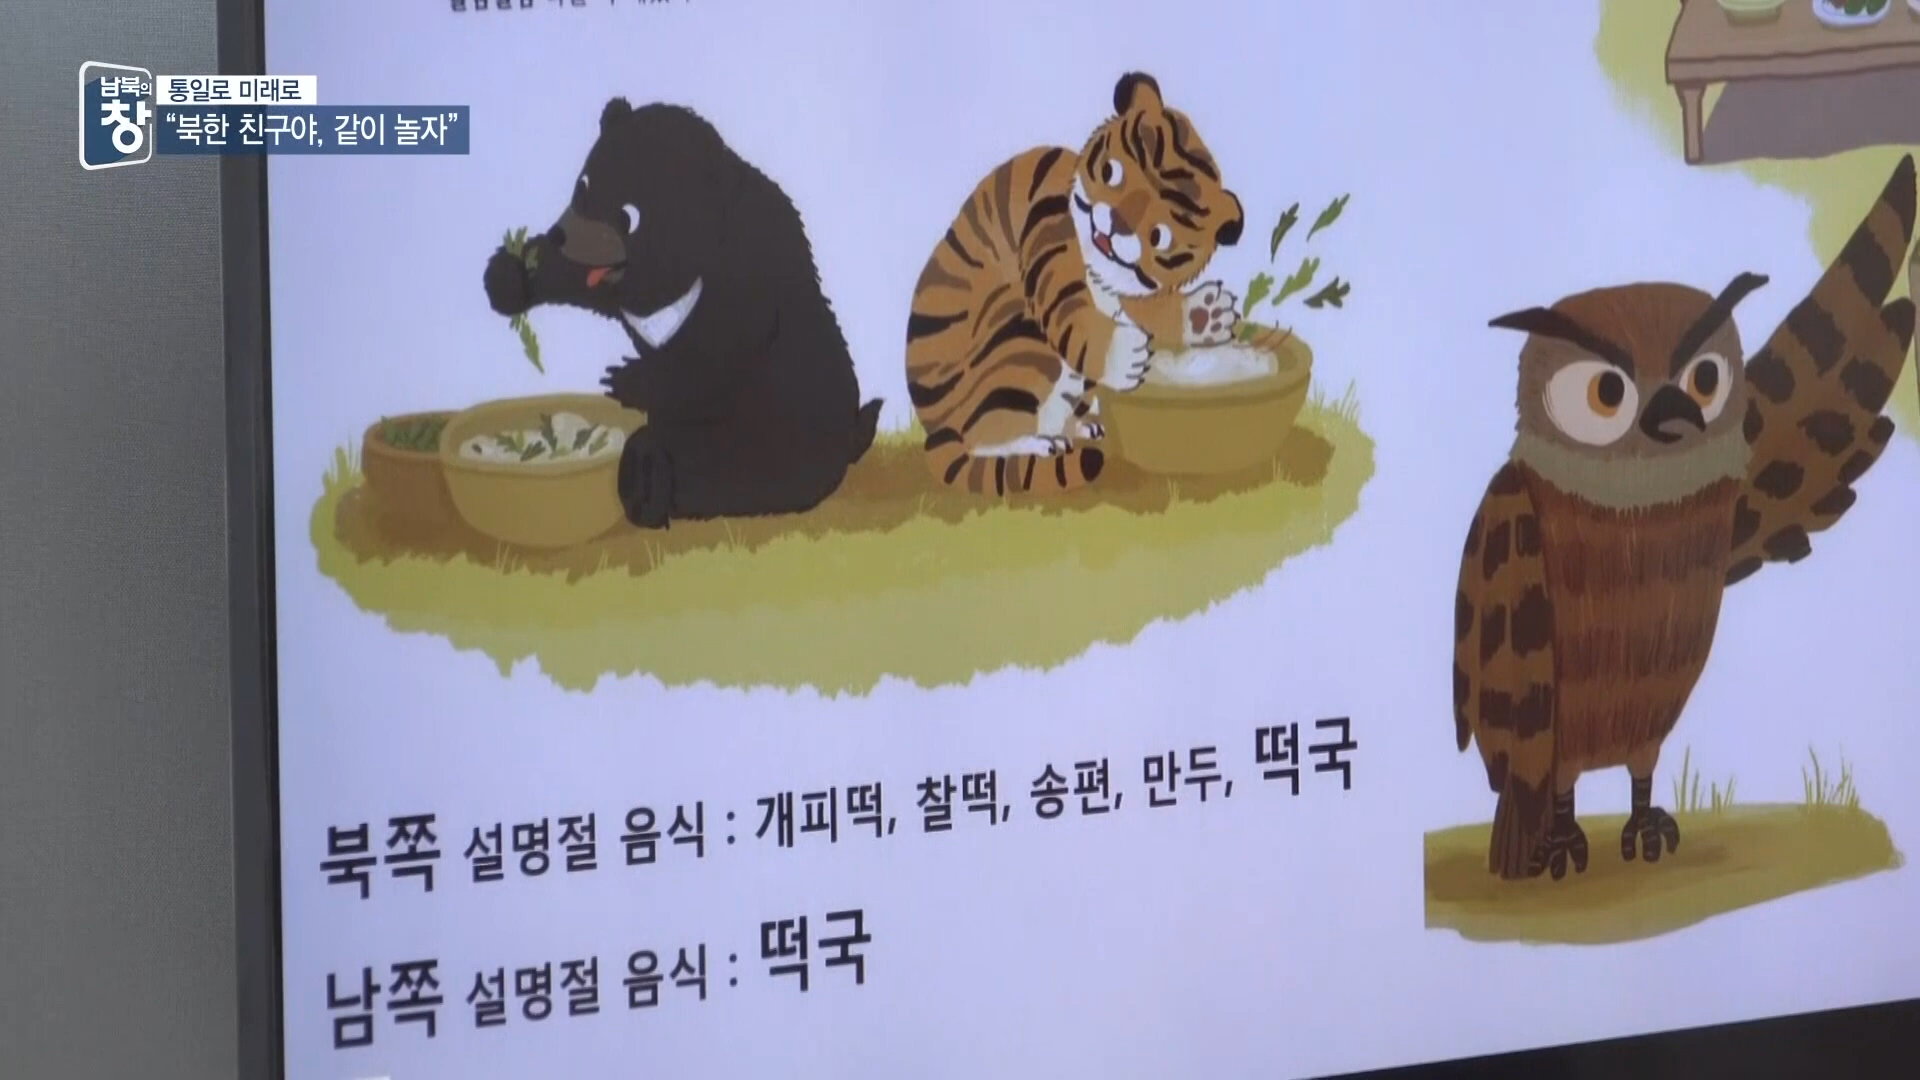 남북의 창
통일로 미래로
“북한 친구야, 같이 놀자”
북쪽 설명절 음식 : 개피떡, 찰떡, 송편, 만두, 떡국
남쪽 설명절 음식 : 떡국